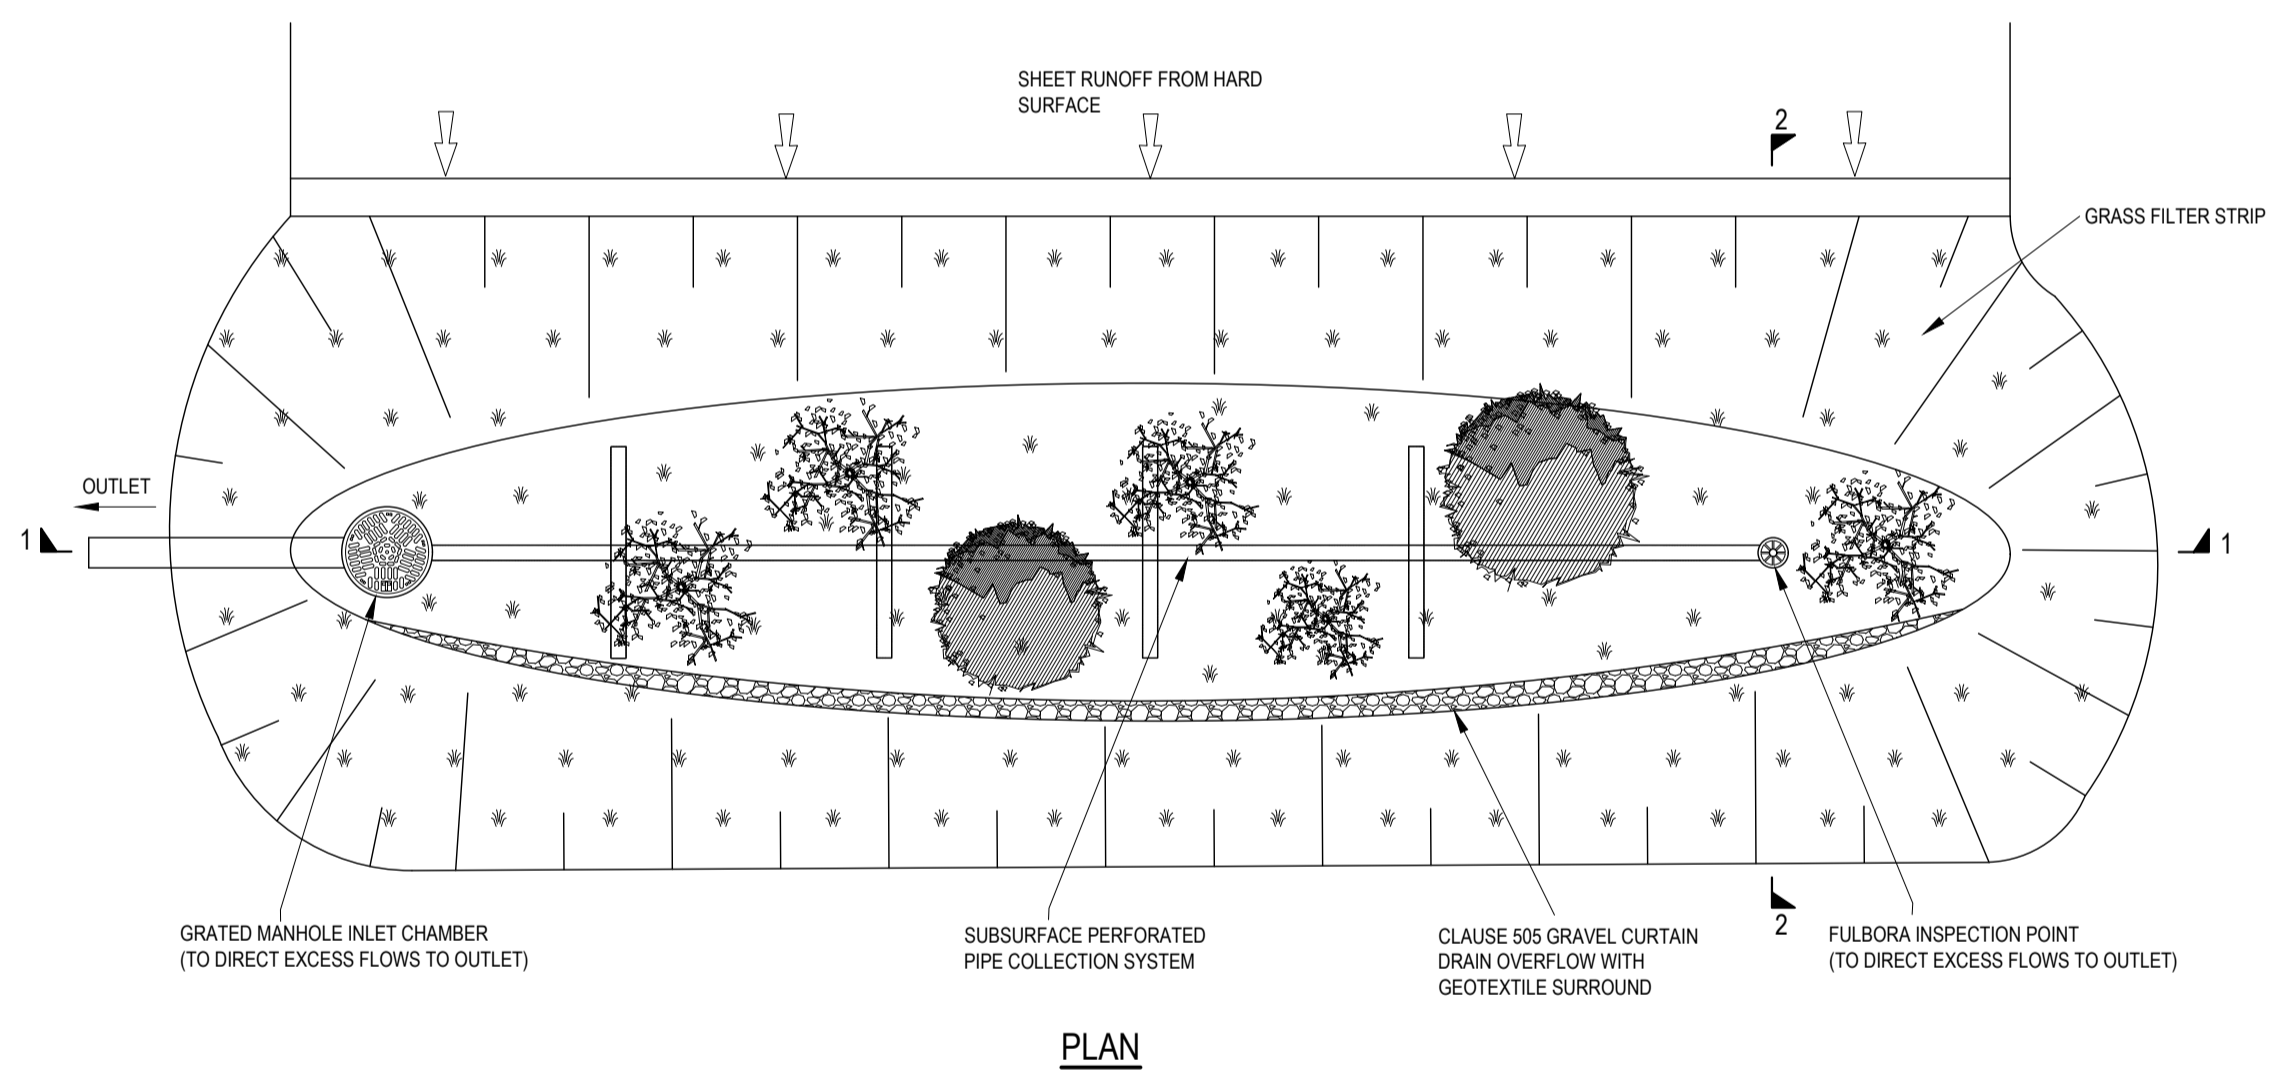 SHEET RUNOFF FROM HARD
SURFACE
2
GRASS FILTER STRIP
OUTLET
1
1
GRATED MANHOLE INLET CHAMBER
(TO DIRECT EXCESS FLOWS TO OUTLET)
SUBSURFACE PERFORATED
PIPE COLLECTION SYSTEM
CLAUSE 505 GRAVEL CURTAIN
DRAIN OVERFLOW WITH
GEOTEXTILE SURROUND
2
FULBORA INSPECTION POINT
(TO DIRECT EXCESS FLOWS TO OUTLET)
PLAN